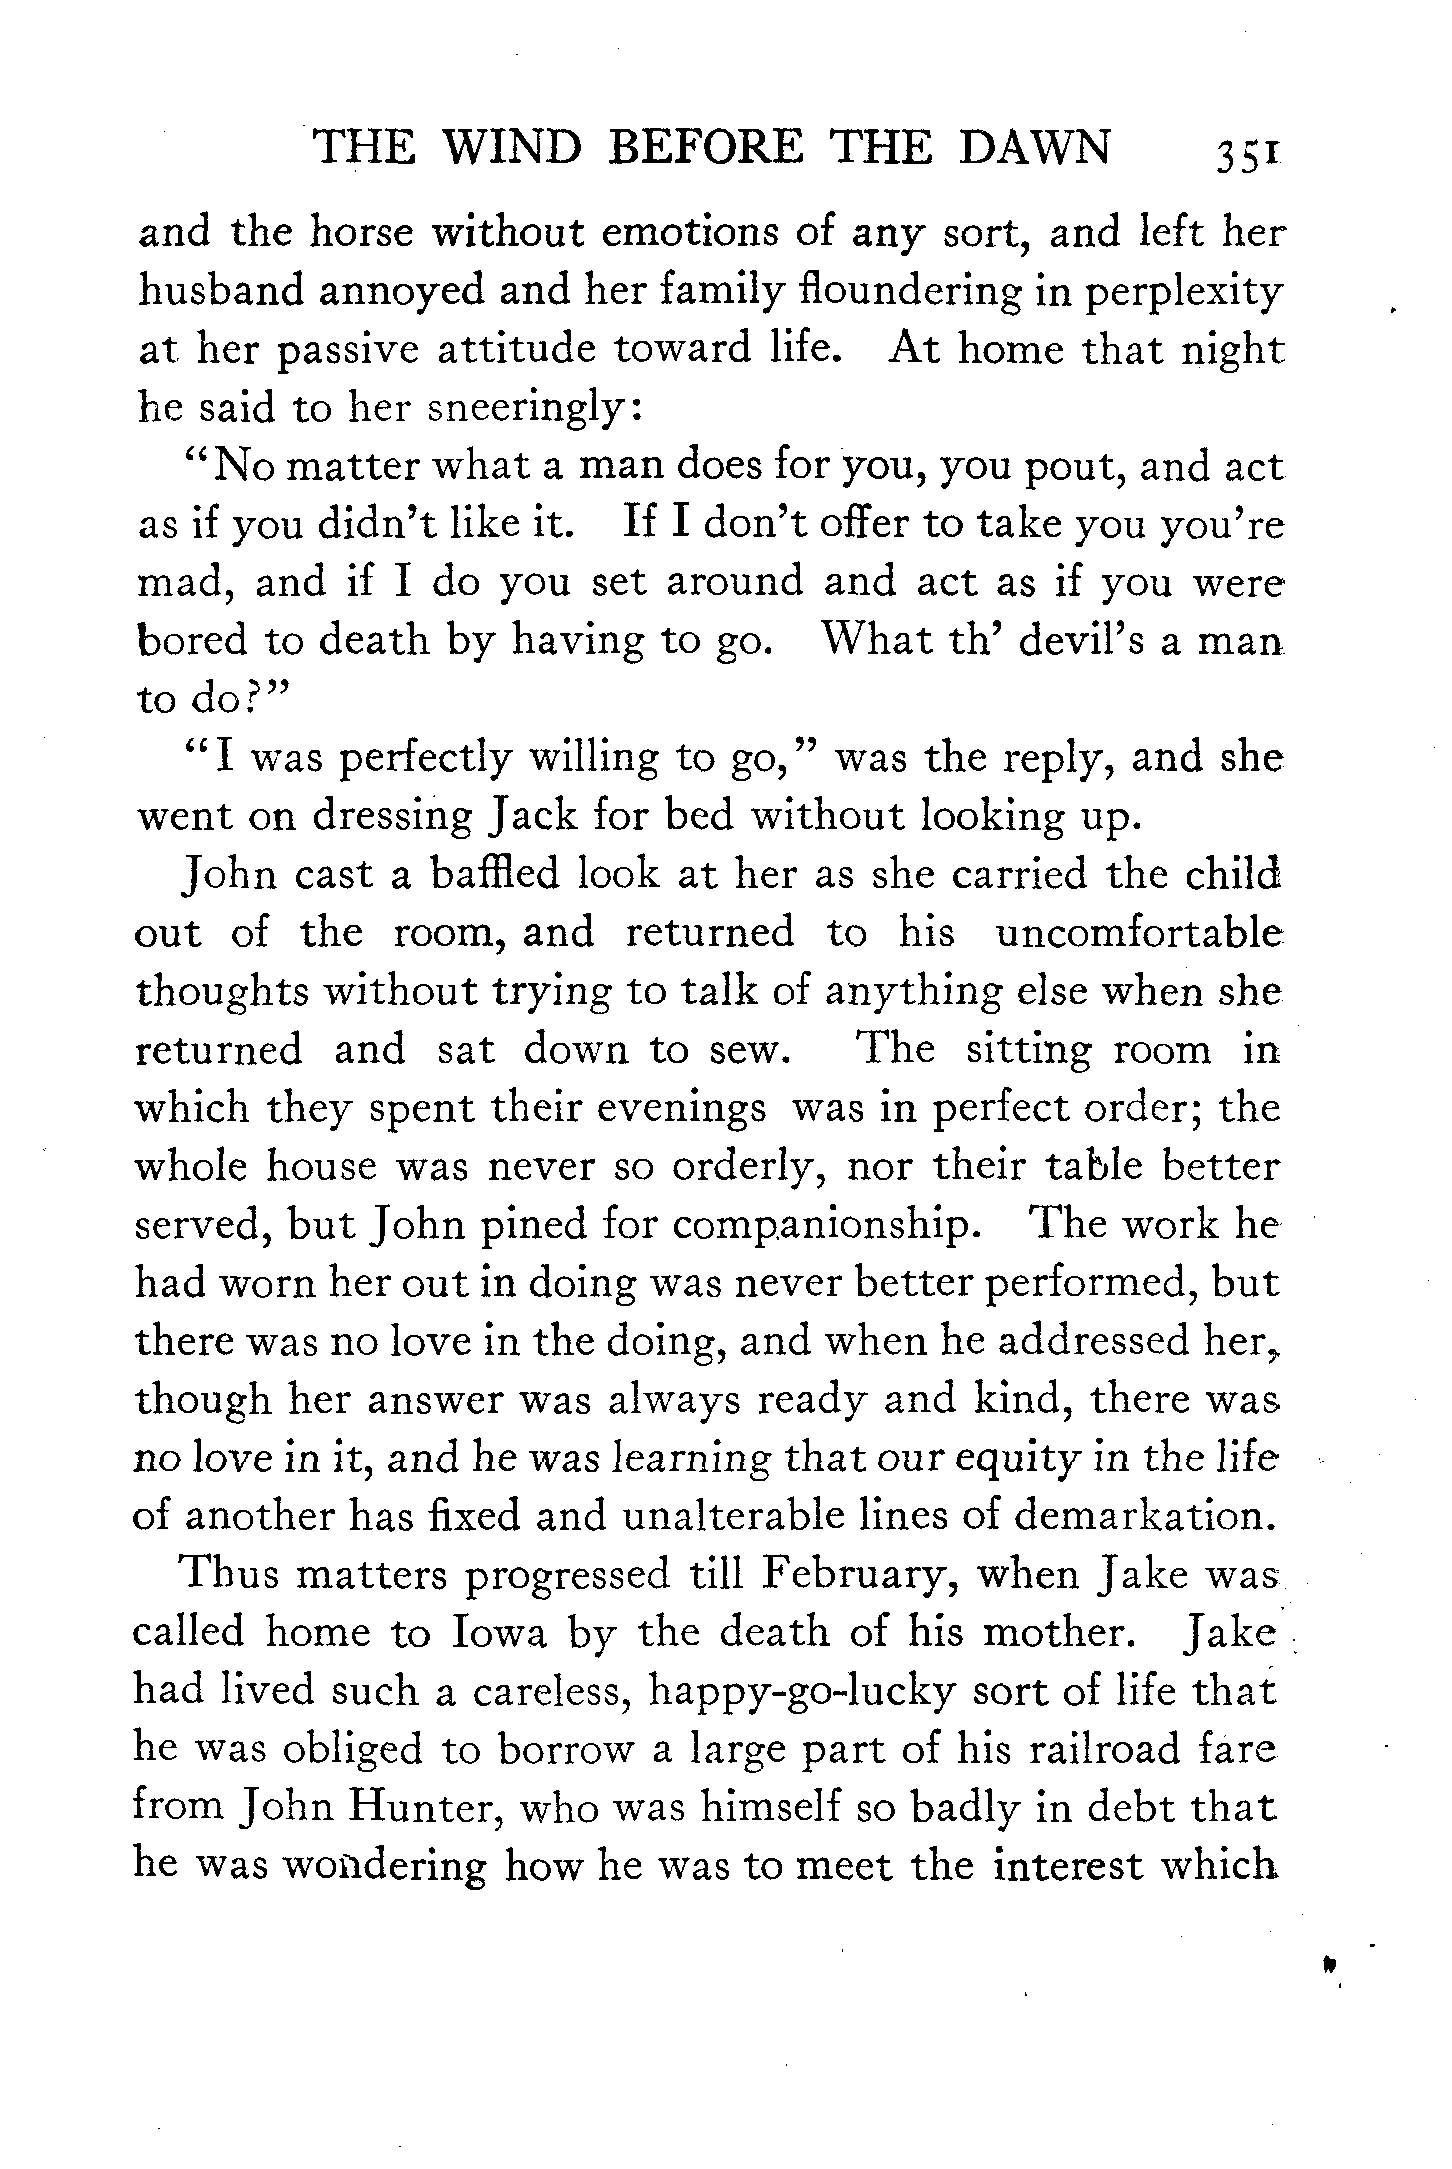 THE WIND BEFORE THE DAWN 351
and the horse without emotions of any sort, and left her
husband annoyed and her family floundering in perplexity
at her passive attitude toward life. At home that night
he said to her sneeringly:
“No matter what a man does for you, you pout, and act
as if you didn’t like it. If I don’t offer to take you you’re
mad, and if I do you set around and act as if you were
bored to death by having to go. What th’ devil’s a man
to do?”
“I was perfectly willing to go,” was the reply, and she
went on dressing Jack for bed without looking up.
John cast a baffled look at her as she carried the child
out of the room, and returned to his uncomfortable
thoughts without trying to talk of anything else when she
returned and sat down to sew. The sitting room in
which they spent their evenings was in perfect order; the
whole house was never so orderly, nor their table better
served, but John pined for companionship. The work he
had worn her out in doing was never better performed, but
there was no love in the doing, and when he addressed her,
though her answer was always ready and kind, there was
no love in it, and he was learning that our equity in the life
of another has fixed and unalterable lines of demarkation.
Thus matters progressed till February, when Jake was
called home to Iowa by the death of his mother. Jake
had lived such a careless, happy-go-lucky sort of life that
he was obliged to borrow a large part of his railroad fare
from John Hunter, who was himself so badly in debt that
he was wondering how he was to meet the interest which